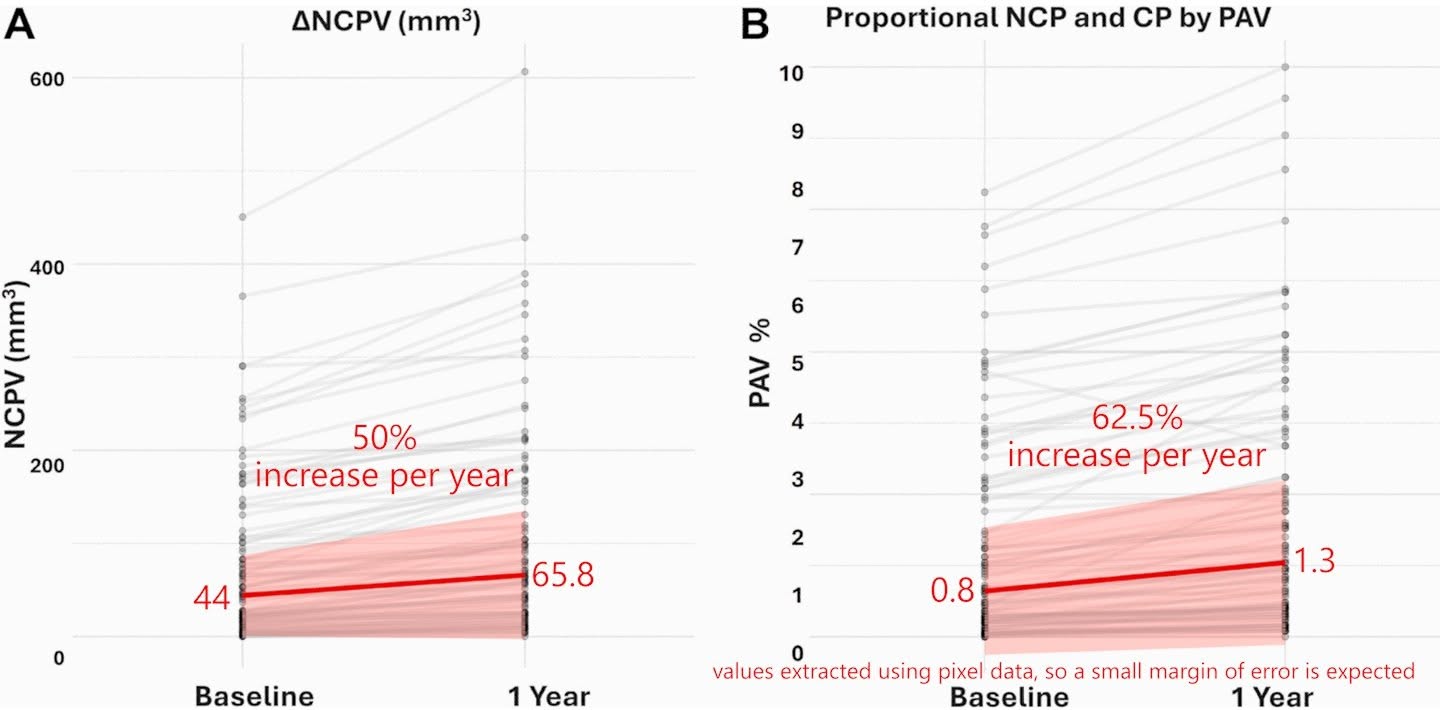 A
ΔNCPV (mm³)
NCPV (mm³)
600
400
200
0
50%
increase per year
44
65.8
Baseline
1 Year
B
Proportional NCP and CP by PAV
PAV %
10
9
8
7
6
5
4
3
2
1
0
62.5%
increase per year
0.8
1.3
values extracted using pixel data, so a small margin of error is expected
Baseline
1 Year